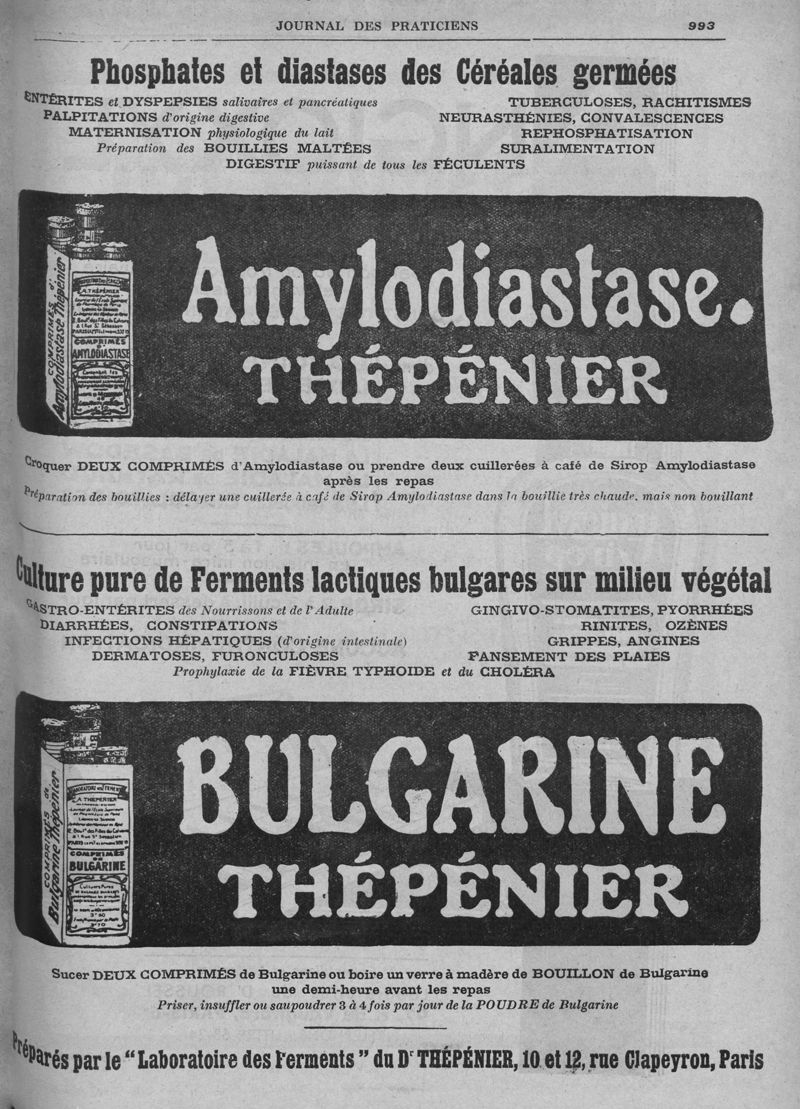 JOURNAL DES PRATICIENS 993
Phosphates et diastases des Céréales germées
ENTÉRITES et DYSPEPSIES salivaires et pancréatiques
TUBERCULOSES, RACHITISMES
PALPITATIONS d'origine digestive
NEURASTHÉNIES, CONVALESCENCES
MATERNISATION physiologique du lait
REPHOSPHATISATION
Préparation des BOUILLIES MALTÉES
SURALIMENTATION
DIGESTIF puissant de tous les FÉCULENTS
COMPRIMÉS d'
Amylodiastase Thépénier
A. THÉPÉNIER
COMPRIMÉS
AMYLODIASTASE
Amylodiastase.
THÉPÉNIER
Croquer DEUX COMPRIMÉS d'Amylodiastase ou prendre deux cuillerées à café de Sirop Amylodiastase
après les repas
Préparation des bouillies : délayer une cuillerée à café de Sirop Amylodiastase dans la bouillie très chaude, mais non bouillant
Culture pure de Ferments lactiques bulgares sur milieu végétal
GASTRO-ENTÉRITES des Nourrissons et de l'Adulte
GINGIVO-STOMATITES, PYORRHÉES
DIARRHÉES, CONSTIPATIONS
RINITES, OZÈNES
INFECTIONS HÉPATIQUES (d'origine intestinale)
GRIPPES, ANGINES
DERMATOSES, FURONCULOSES
PANSEMENT DES PLAIES
Prophylaxie de la FIÈVRE TYPHOIDE et du CHOLÉRA
COMPRIMÉS de
Bulgarine Thépénier
A. THÉPÉNIER
COMPRIMÉS
BULGARINE
BULGARINE
THÉPÉNIER
Sucer DEUX COMPRIMÉS de Bulgarine ou boire un verre à madère de BOUILLON de Bulgarine
une demi-heure avant les repas
Priser, insuffler ou saupoudrer 3 à 4 fois par jour de la POUDRE de Bulgarine
Préparés par le "Laboratoire des Ferments" du Dr THÉPÉNIER, 10 et 12, rue Clapeyron, Paris